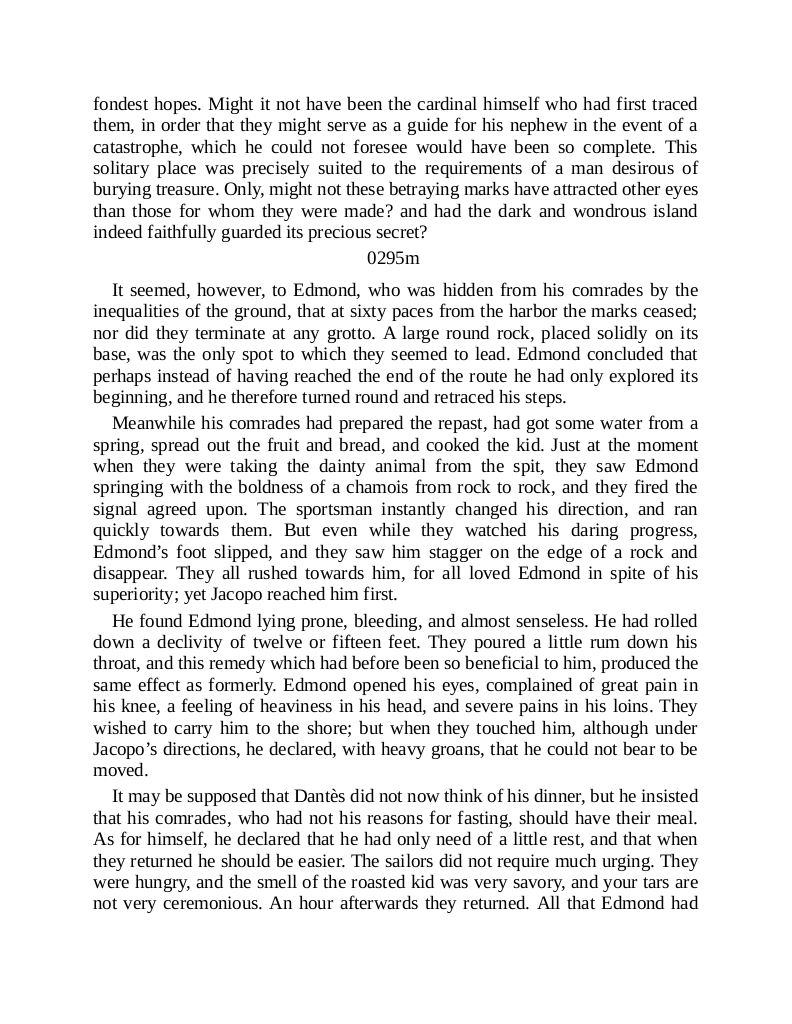 fondest hopes. Might it not have been the cardinal himself who had first traced
them, in order that they might serve as a guide for his nephew in the event of a
catastrophe, which he could not foresee would have been so complete. This
solitary place was precisely suited to the requirements of a man desirous of
burying treasure. Only, might not these betraying marks have attracted other eyes
than those for whom they were made? and had the dark and wondrous island
indeed faithfully guarded its precious secret?
0295m
It seemed, however, to Edmond, who was hidden from his comrades by the
inequalities of the ground, that at sixty paces from the harbor the marks ceased;
nor did they terminate at any grotto. A large round rock, placed solidly on its
base, was the only spot to which they seemed to lead. Edmond concluded that
perhaps instead of having reached the end of the route he had only explored its
beginning, and he therefore turned round and retraced his steps.
Meanwhile his comrades had prepared the repast, had got some water from a
spring, spread out the fruit and bread, and cooked the kid. Just at the moment
when they were taking the dainty animal from the spit, they saw Edmond
springing with the boldness of a chamois from rock to rock, and they fired the
signal agreed upon. The sportsman instantly changed his direction, and ran
quickly towards them. But even while they watched his daring progress,
Edmond’s foot slipped, and they saw him stagger on the edge of a rock and
disappear. They all rushed towards him, for all loved Edmond in spite of his
superiority; yet Jacopo reached him first.
He found Edmond lying prone, bleeding, and almost senseless. He had rolled
down a declivity of twelve or fifteen feet. They poured a little rum down his
throat, and this remedy which had before been so beneficial to him, produced the
same effect as formerly. Edmond opened his eyes, complained of great pain in
his knee, a feeling of heaviness in his head, and severe pains in his loins. They
wished to carry him to the shore; but when they touched him, although under
Jacopo’s directions, he declared, with heavy groans, that he could not bear to be
moved.
It may be supposed that Dantès did not now think of his dinner, but he insisted
that his comrades, who had not his reasons for fasting, should have their meal.
As for himself, he declared that he had only need of a little rest, and that when
they returned he should be easier. The sailors did not require much urging. They
were hungry, and the smell of the roasted kid was very savory, and your tars are
not very ceremonious. An hour afterwards they returned. All that Edmond had